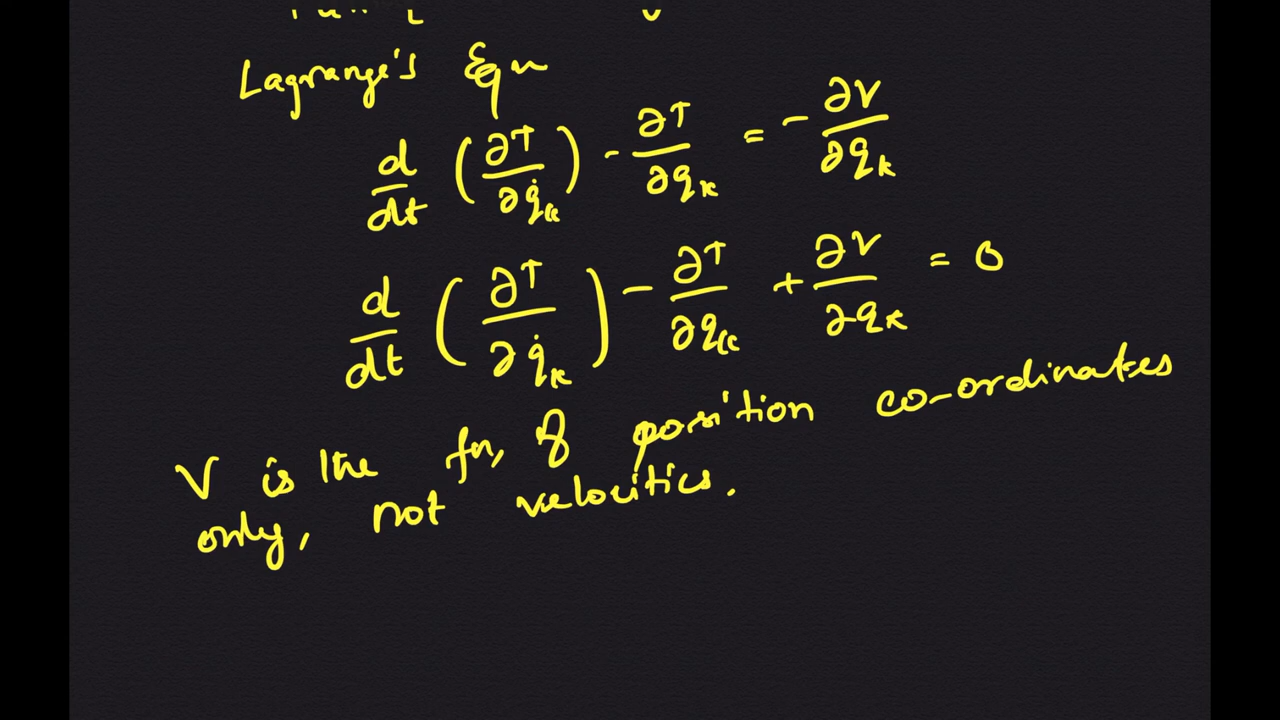 Lagrange's Eqn
d/dt (∂T/∂q̇ₖ) - ∂T/∂qₖ = - ∂V/∂qₖ
d/dt (∂T/∂q̇ₖ) - ∂T/∂qₖ + ∂V/∂qₖ = 0
V is the fn, of position co-ordinates
only, not velocities.